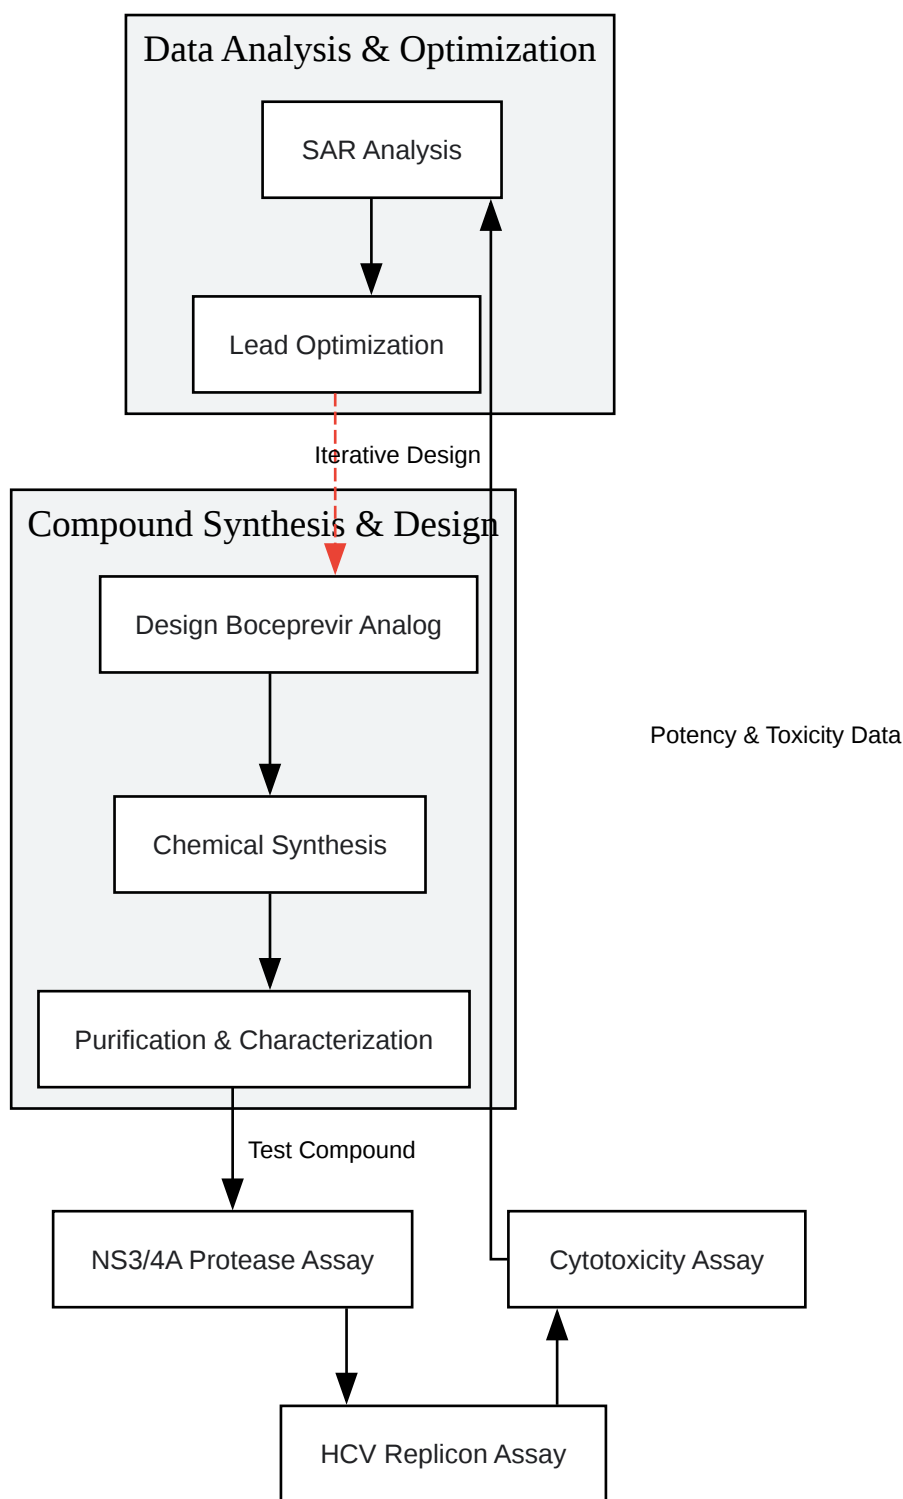 Data Analysis & Optimization
SAR Analysis
Lead Optimization
Iterative Design
Compound Synthesis & Design
Design Boceprevir Analog
Potency & Toxicity Data
Chemical Synthesis
Purification & Characterization
Test Compound
NS3/4A Protease Assay
Cytotoxicity Assay
HCV Replicon Assay